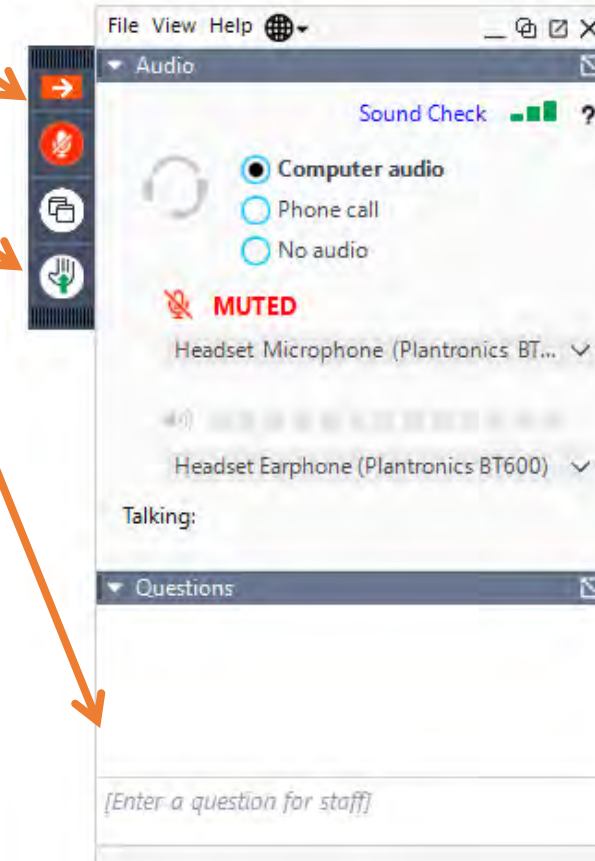 File View Help
Audio
Sound Check ?
Computer audio
Phone call
No audio
MUTED
Headset Microphone (Plantronics BT...
Headset Earphone (Plantronics BT600)
Talking:
Questions
[Enter a question for staff]